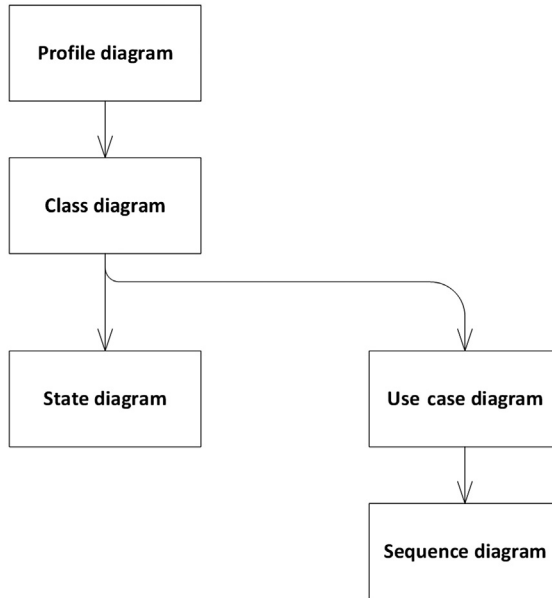 Profile diagram
Class diagram
State diagram
Use case diagram
Sequence diagram